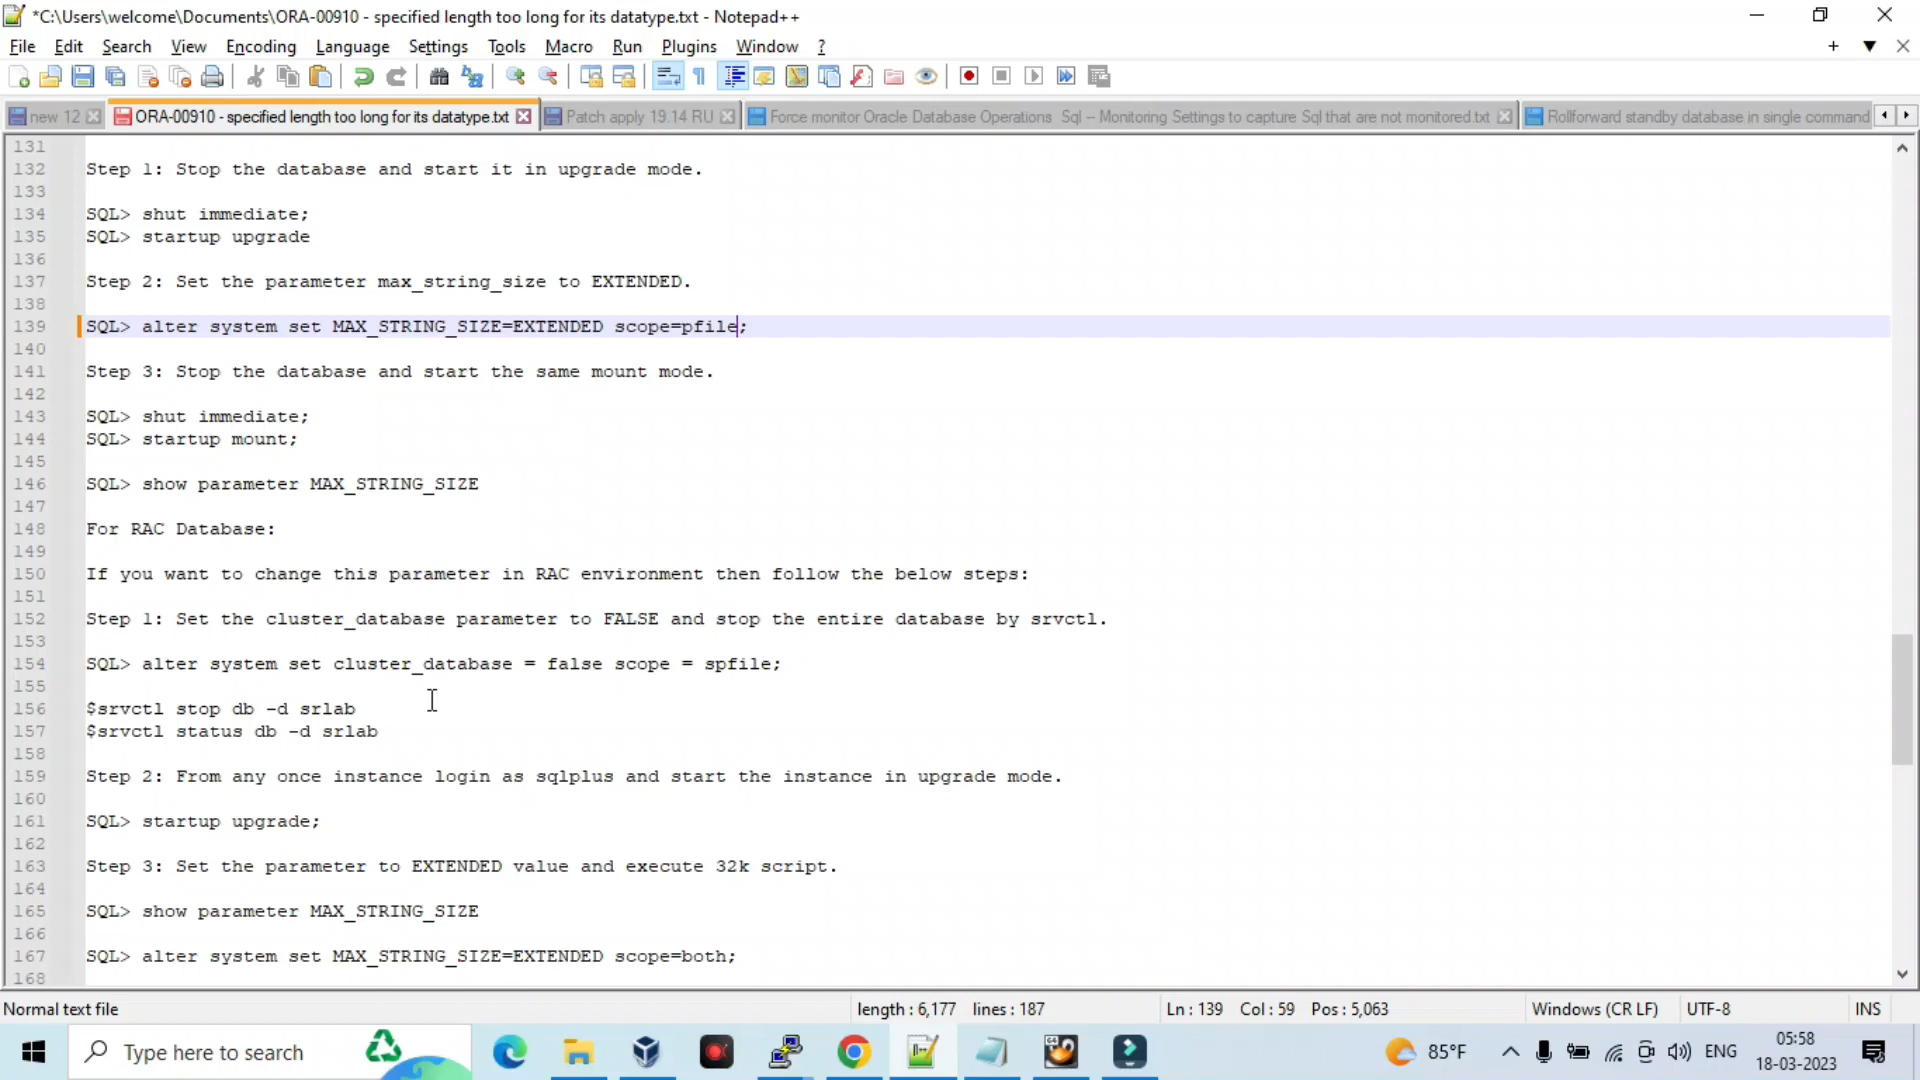 *C:\Users\welcome\Documents\ORA-00910 - specified length too long for its datatype.txt - Notepad++
File Edit Search View Encoding Language Settings Tools Macro Run Plugins Window ?
new 12 ORA-00910 - specified length too long for its datatype.txt Patch apply 19.14 RU Force monitor Oracle Database Operations Sql -- Monitoring Settings to capture Sql that are not monitored.txt Rollforward standby database in single command
131
132 Step 1: Stop the database and start it in upgrade mode.
133
134 SQL> shut immediate;
135 SQL> startup upgrade
136
137 Step 2: Set the parameter max_string_size to EXTENDED.
138
139 SQL> alter system set MAX_STRING_SIZE=EXTENDED scope=pfile;
140
141 Step 3: Stop the database and start the same mount mode.
142
143 SQL> shut immediate;
144 SQL> startup mount;
145
146 SQL> show parameter MAX_STRING_SIZE
147
148 For RAC Database:
149
150 If you want to change this parameter in RAC environment then follow the below steps:
151
152 Step 1: Set the cluster_database parameter to FALSE and stop the entire database by srvctl.
153
154 SQL> alter system set cluster_database = false scope = spfile;
155
156 $srvctl stop db -d srlab
157 $srvctl status db -d srlab
158
159 Step 2: From any once instance login as sqlplus and start the instance in upgrade mode.
160
161 SQL> startup upgrade;
162
163 Step 3: Set the parameter to EXTENDED value and execute 32k script.
164
165 SQL> show parameter MAX_STRING_SIZE
166
167 SQL> alter system set MAX_STRING_SIZE=EXTENDED scope=both;
168
Normal text file length : 6,177 lines : 187 Ln : 139 Col : 59 Pos : 5,063 Windows (CR LF) UTF-8 INS
Type here to search 85°F ENG 05:58
18-03-2023